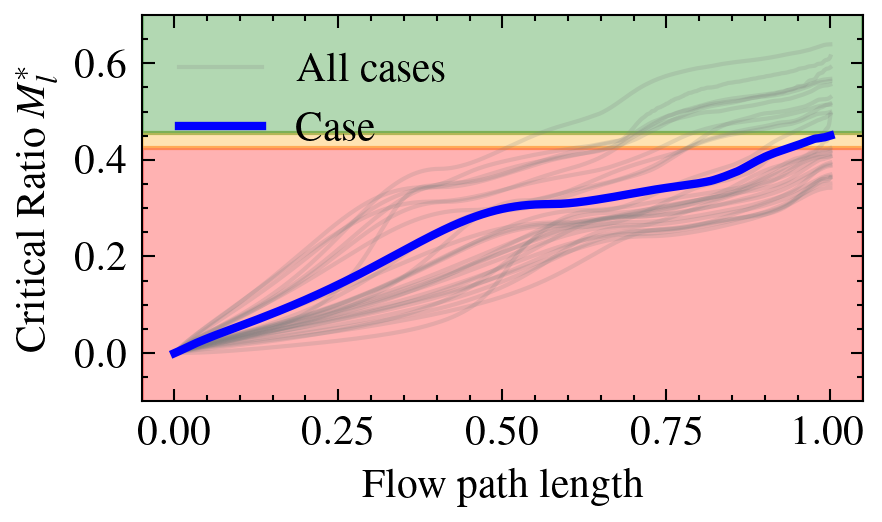 Critical Ratio $M_l^*$
0.6
0.4
0.2
0.0
All cases
Case
0.00 0.25 0.50 0.75 1.00
Flow path length